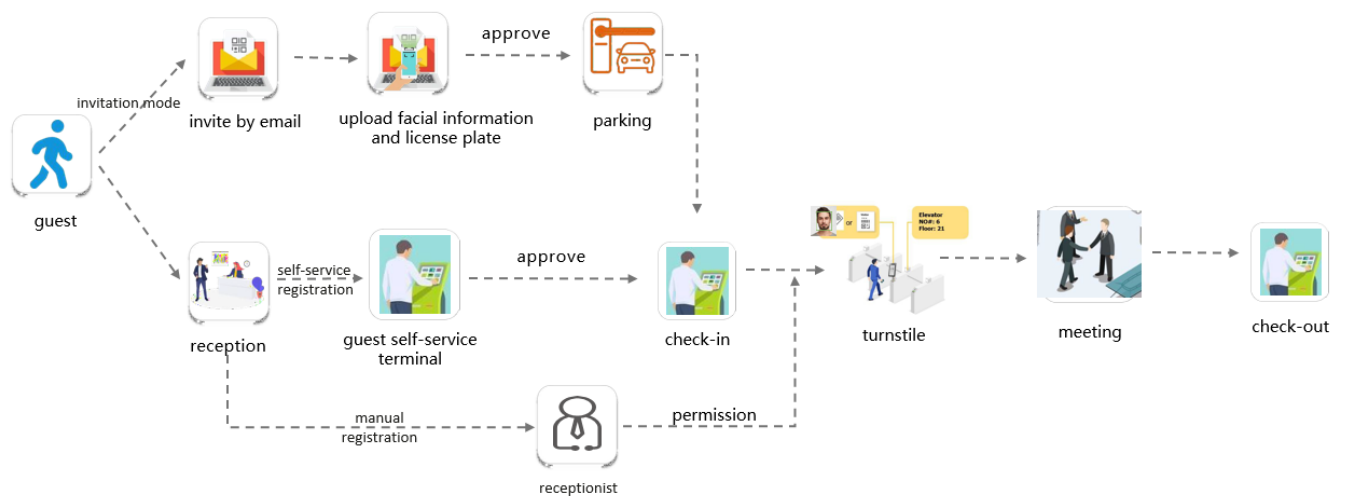 approve
invitation mode
invite by email
upload facial information
and license plate
parking
guest
or
Elevator
NO#: 6
Floor: 21
self-service
registration
approve
reception
guest self-service
terminal
check-in
turnstile
meeting
check-out
manual
registration
permission
receptionist